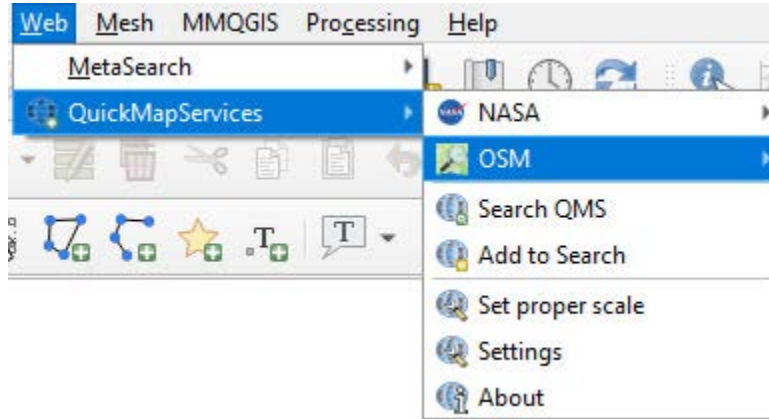 Web Mesh MMQGIS Processing Help
MetaSearch
QuickMapServices
NASA
OSM
Search QMS
Add to Search
Set proper scale
Settings
About
T
T